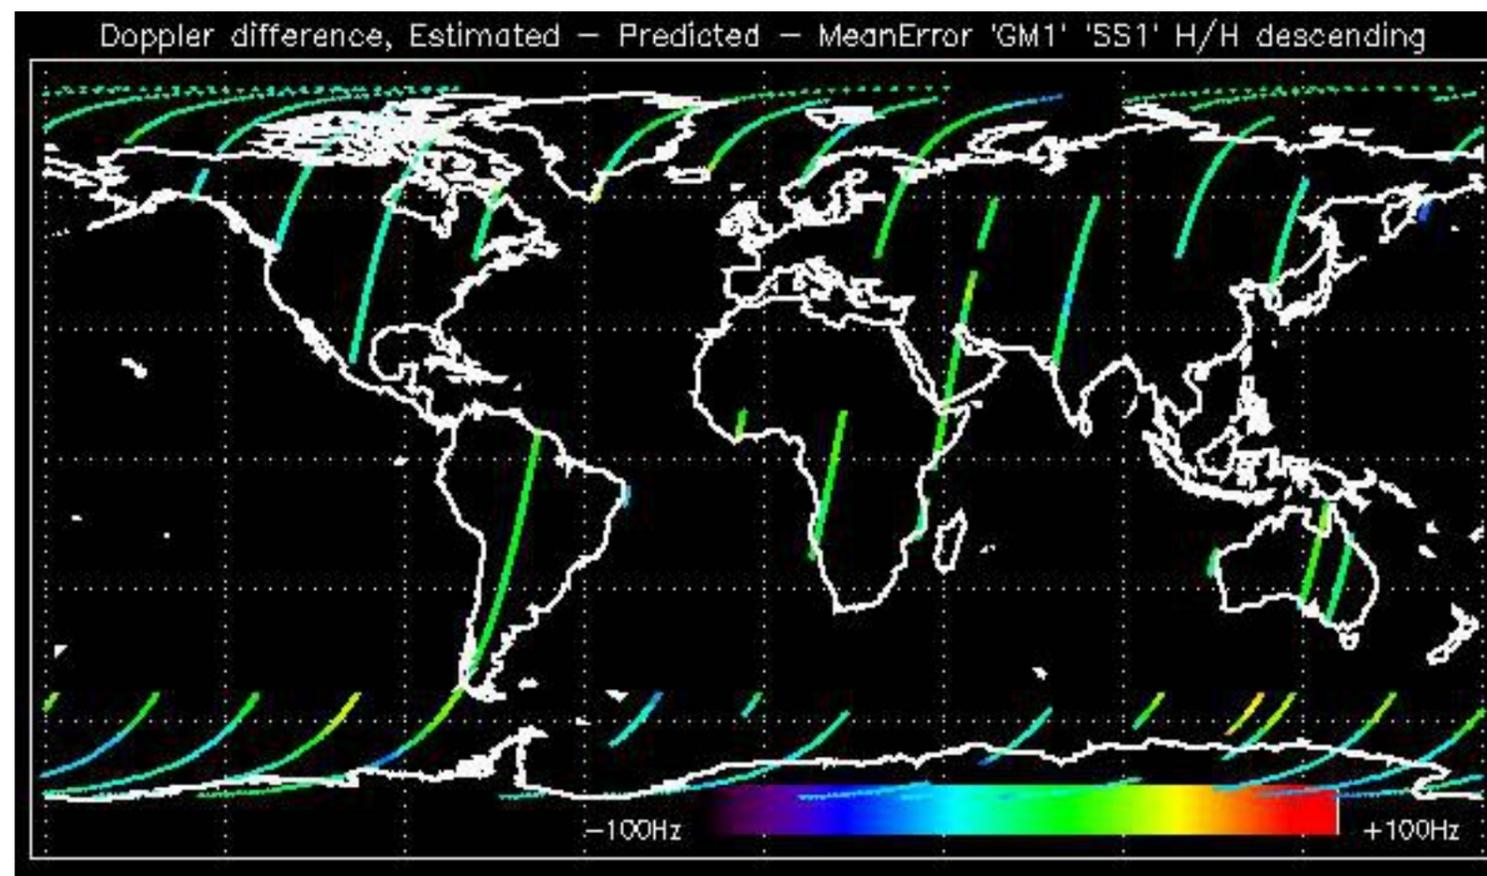 Doppler difference, Estimated – Predicted – MeanError 'GM1' 'SS1' H/H descending
–100Hz +100Hz